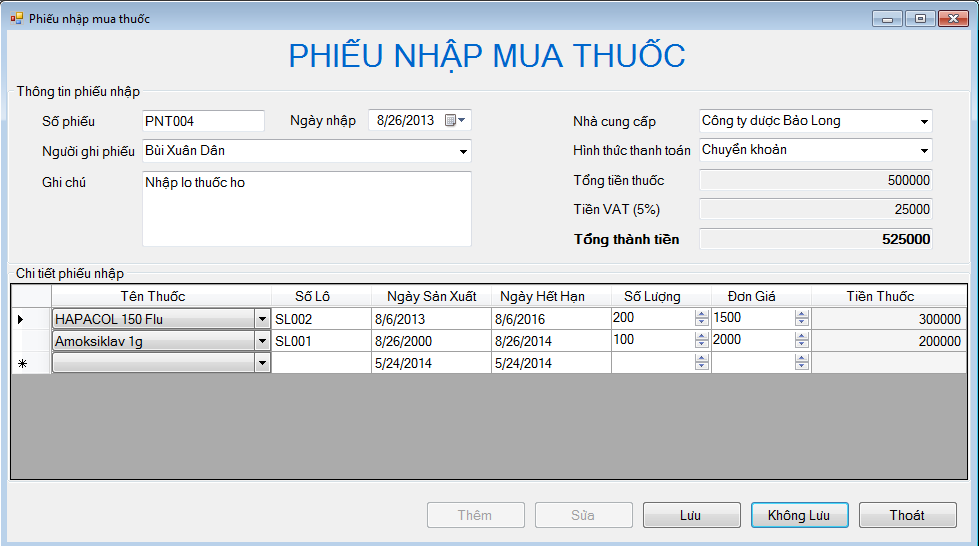 Phiếu nhập mua thuốc
PHIẾU NHẬP MUA THUỐC
Thông tin phiếu nhập
Số phiếu PNT004 Ngày nhập 8/26/2013 Nhà cung cấp Công ty dược Bảo Long
Người ghi phiếu Bùi Xuân Dân Hình thức thanh toán Chuyển khoản
Ghi chú Nhập lo thuốc ho Tổng tiền thuốc 500000
Tiền VAT (5%) 25000
Tổng thành tiền 525000
Chi tiết phiếu nhập
Tên Thuốc Số Lô Ngày Sản Xuất Ngày Hết Hạn Số Lượng Đơn Giá Tiền Thuốc
HAPACOL 150 Flu SL002 8/6/2013 8/6/2016 200 1500 300000
Amoksiklav 1g SL001 8/26/2000 8/26/2014 100 2000 200000
5/24/2014 5/24/2014
Thêm Sửa Lưu Không Lưu Thoát